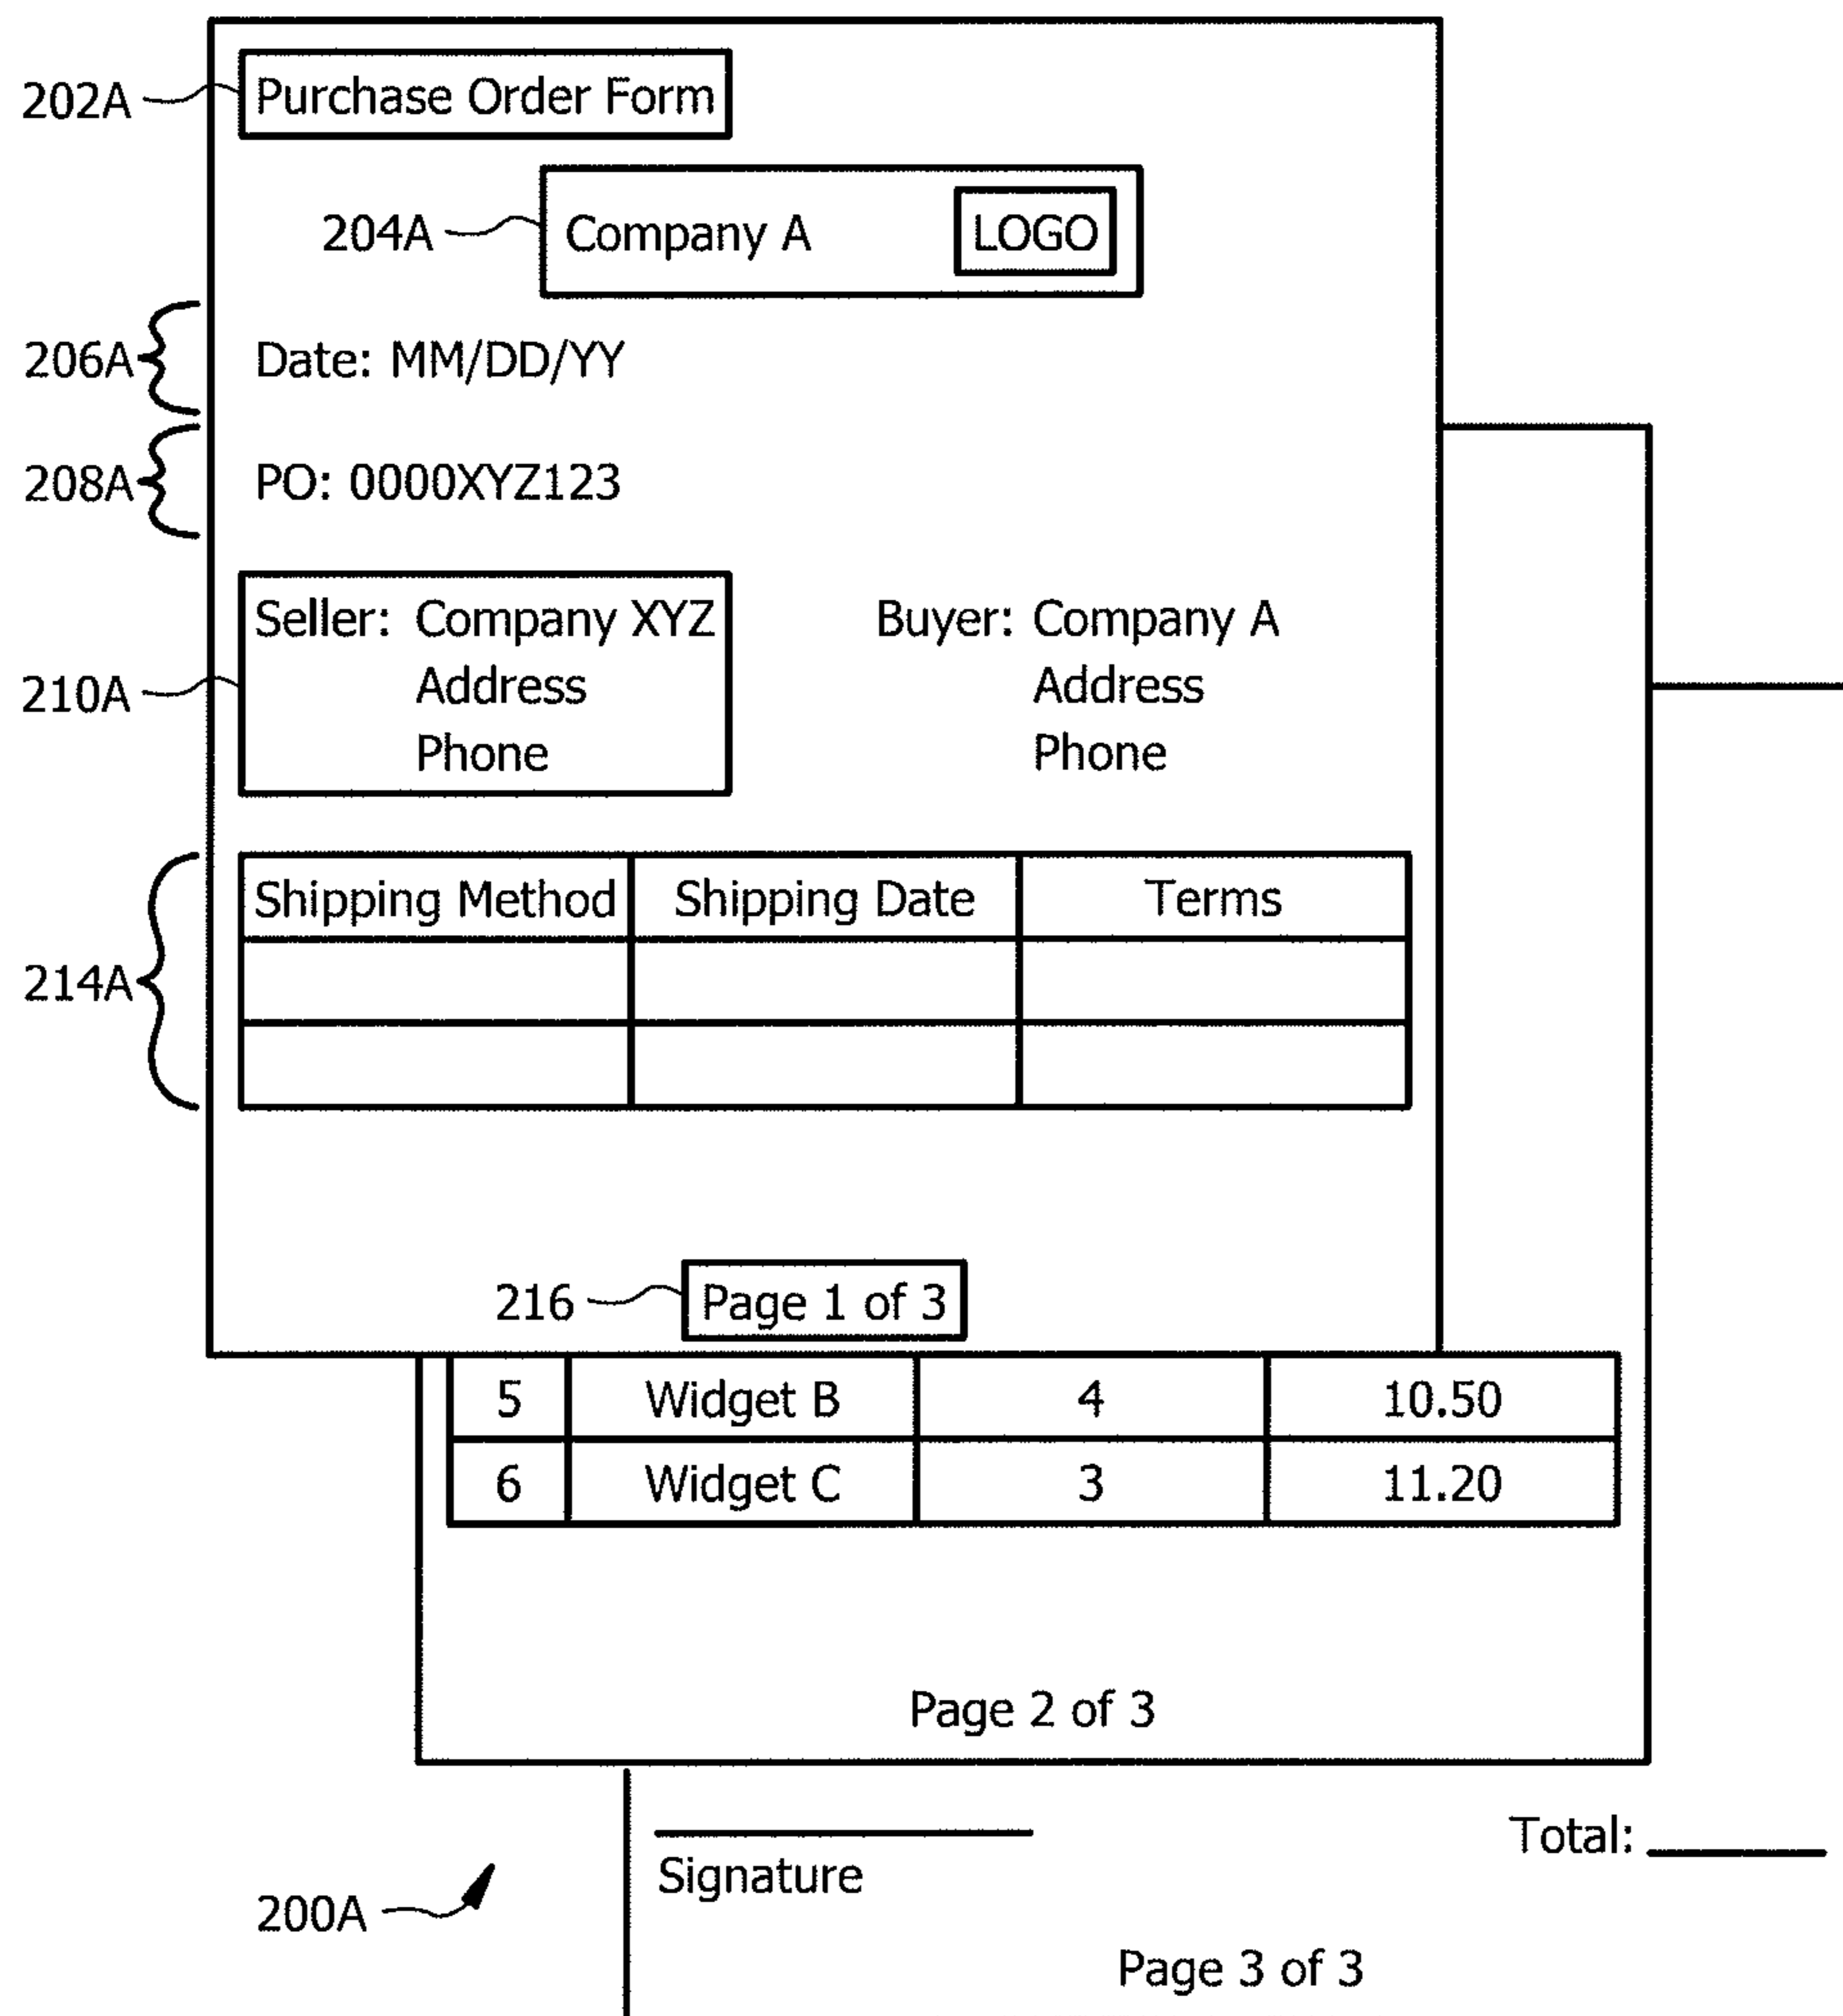 202A Purchase Order Form
204A Company A LOGO
206A Date: MM/DD/YY
208A PO: 0000XYZ123
Seller: Company XYZ Buyer: Company A
Address Address
210A
Phone Phone
Shipping Method Shipping Date Terms
214A
216 Page 1 of 3
5 Widget B 4 10.50
6 Widget C 3 11.20
Page 2 of 3
Total:
Signature
200A
Page 3 of 3